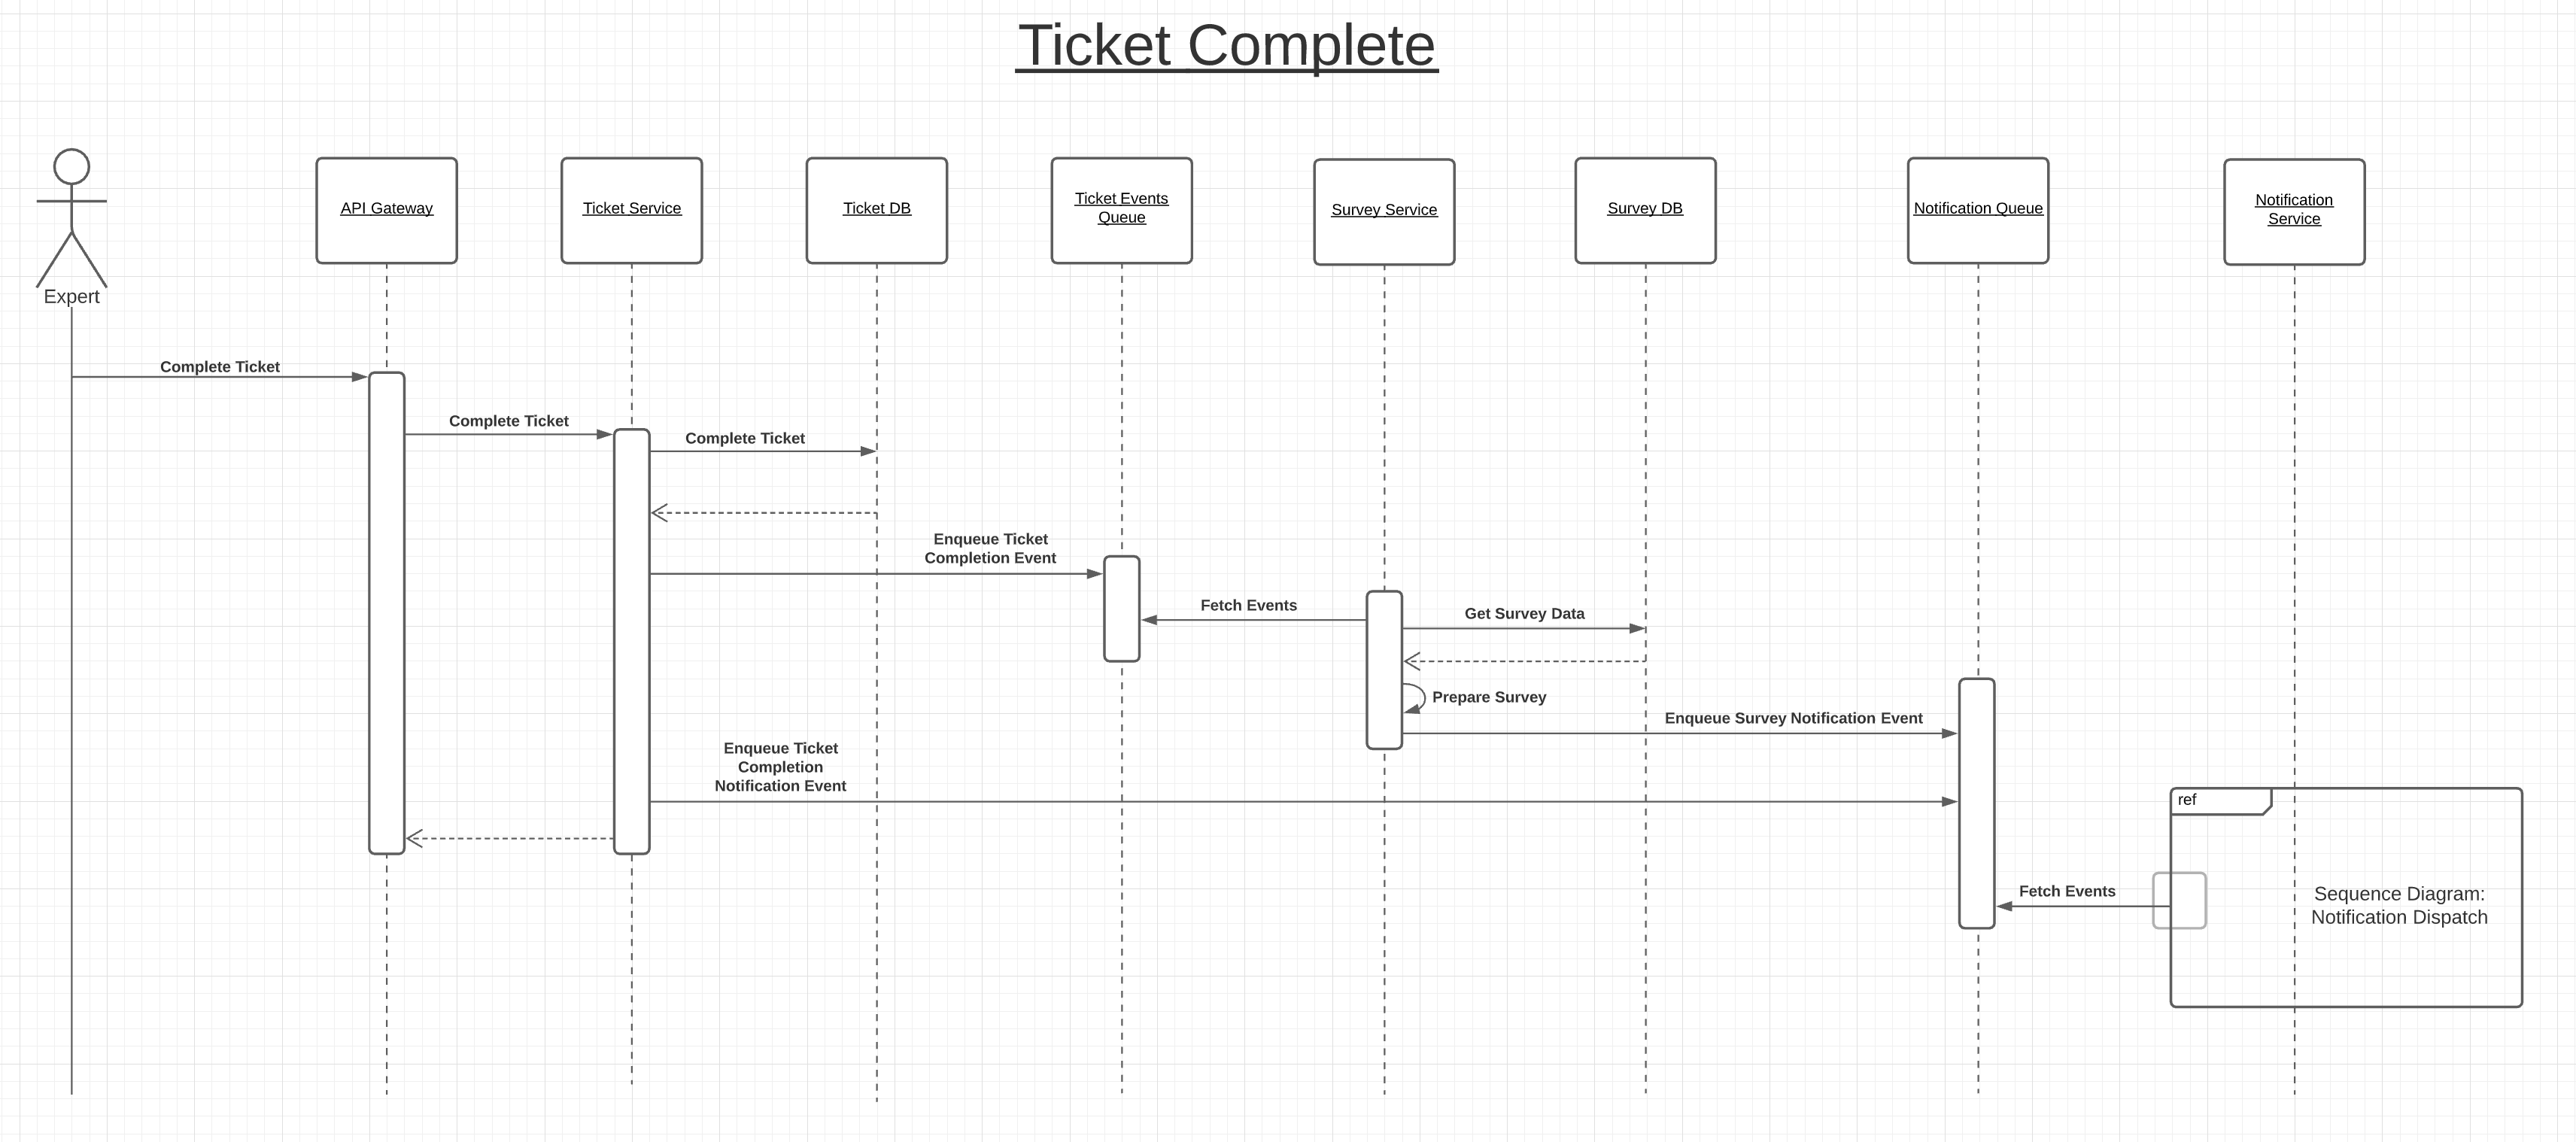 Ticket Complete
Expert
API Gateway
Ticket Service
Ticket DB
Ticket Events
Queue
Survey Service
Survey DB
Notification Queue
Notification
Service
Complete Ticket
Complete Ticket
Complete Ticket
Enqueue Ticket
Completion Event
Fetch Events
Get Survey Data
Prepare Survey
Enqueue Survey Notification Event
Enqueue Ticket
Completion
Notification Event
ref
Fetch Events
Sequence Diagram:
Notification Dispatch